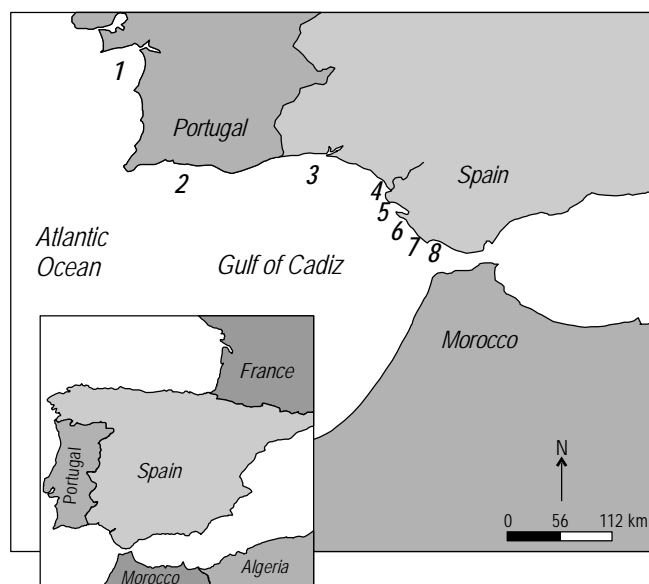 1
Portugal
2
3
4
Spain
5
6
7
8
Atlantic
Ocean
Gulf of Cadiz
Morocco
France
Portugal
Spain
Morocco
Algeria
N
0 56 112 km